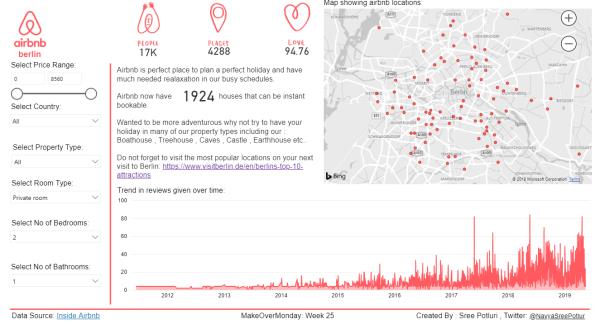 airbnb
berlin
PEOPLE
17K
PLACES
4288
LOVE
94.76
Select Price Range:
0
8560
Select Country:
All
Select Property Type:
All
Select Room Type:
Private room
Select No of Bedrooms:
2
Select No of Bathrooms:
1
Airbnb is perfect place to plan a perfect holiday and have
much needed realaxation in our busy schedules.
Airbnb now have 1924 houses that can be instant
bookable.
Wanted to be more adventurous why not try to have your
holiday in many of our property types including our :
Boathouse , Treehouse , Caves , Castle , Earthhouse etc..
Do not forget to visit the most popular locations on your next
visit to Berlin: https://www.visitberlin.de/en/berlins-top-10-
attractions
Map showing airbnb locations:
Berlin
Bing
© 2018 Microsoft Corporation Terms
Trend in reviews given over time:
100
80
60
40
20
0
2012
2013
2014
2015
2016
2017
2018
2019
Data Source: Inside Airbnb
MakeOverMonday: Week 25
Created By : Sree Potluri , Twitter: @NavyaSreePotlur